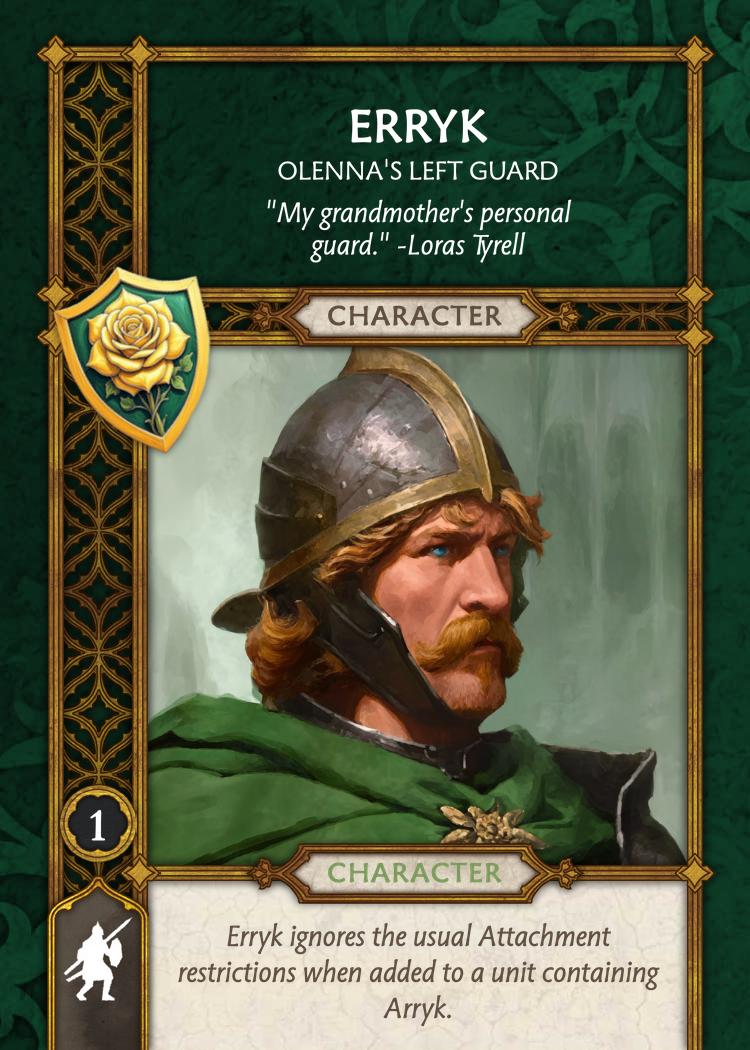 ERRYK
OLENNA'S LEFT GUARD
"My grandmother's personal
guard." -Loras Tyrell
CHARACTER
1
CHARACTER
Erryk ignores the usual Attachment
restrictions when added to a unit containing
Arryk.